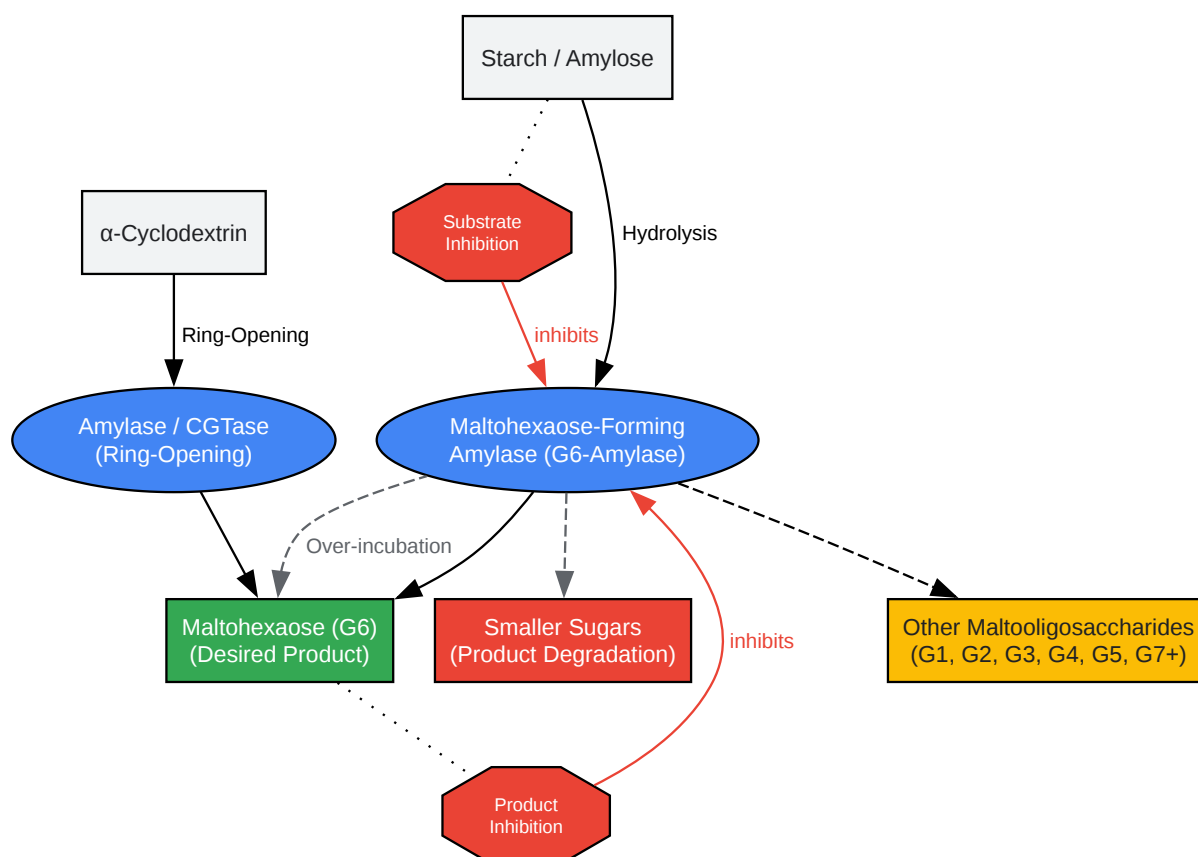 Starch / Amylose
α-Cyclodextrin
Substrate
Inhibition
Hydrolysis
Ring-Opening
inhibits
Amylase / CGTase
(Ring-Opening)
Maltohexaose-Forming
Amylase (G6-Amylase)
Over-incubation
Maltohexaose (G6)
(Desired Product)
Smaller Sugars
(Product Degradation)
inhibits
Other Maltooligosaccharides
(G1, G2, G3, G4, G5, G7+)
Product
Inhibition